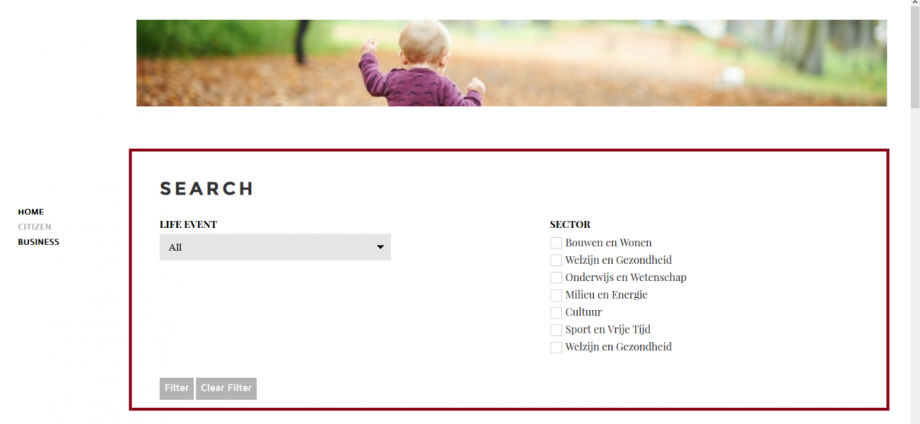 HOME
CITIZEN
BUSINESS
SEARCH
LIFE EVENT
All
SECTOR
Bouwen en Wonen
Welzijn en Gezondheid
Onderwijs en Wetenschap
Milieu en Energie
Cultuur
Sport en Vrije Tijd
Welzijn en Gezondheid
Filter
Clear Filter